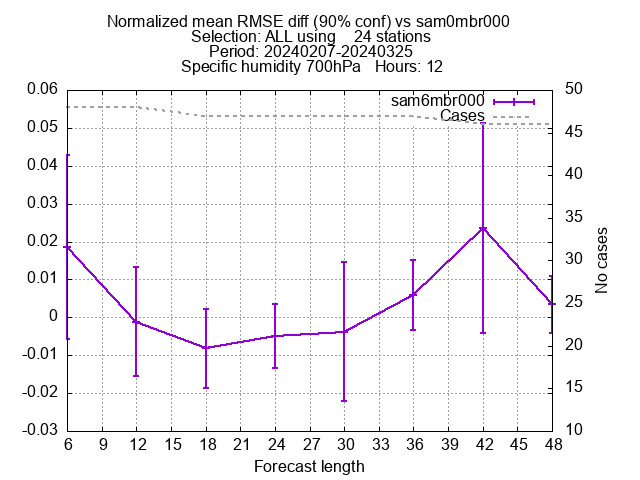 Normalized mean RMSE diff (90% conf) vs sam0mbr000
Selection: ALL using    24 stations
Period: 20240207-20240325
Specific humidity 700hPa   Hours: 12
sam6mbr000
Cases
0.06
0.05
0.04
0.03
0.02
0.01
0
-0.01
-0.02
-0.03
50
45
40
35
30
25
20
15
10
No cases
6 9 12 15 18 21 24 27 30 33 36 39 42 45 48
Forecast length